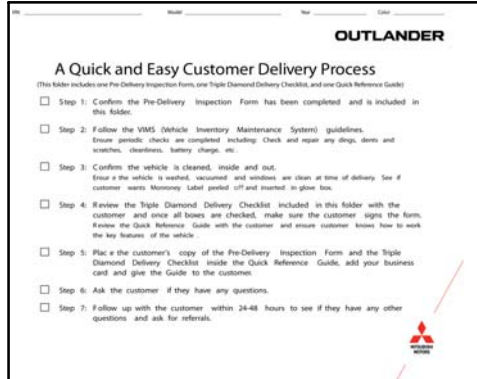 VIN Model Year Color
OUTLANDER
A Quick and Easy Customer Delivery Process
(This folder includes one Pre-Delivery Inspection Form, one Triple Diamond Delivery Checklist, and one Quick Reference Guide)
Step 1: Confirm the Pre-Delivery Inspection Form has been completed and is included in
this folder.
Step 2: Follow the VIMS (Vehicle Inventory Maintenance System) guidelines.
Ensure periodic checks are completed including: Check and repair any dings, dents and
scratches, cleanliness, battery charge, etc.
Step 3: Confirm the vehicle is cleaned, inside and out.
Ensure the vehicle is washed, vacuumed and windows are clean at time of delivery. See if
customer wants Monroney Label peeled off and inserted in glove box.
Step 4: Review the Triple Diamond Delivery Checklist included in this folder with the
customer and once all boxes are checked, make sure the customer signs the form.
Review the Quick Reference Guide with the customer and ensure customer knows how to work
the key features of the vehicle.
Step 5: Place the customer's copy of the Pre-Delivery Inspection Form and the Triple
Diamond Delivery Checklist inside the Quick Reference Guide, add your business
card and give the Guide to the customer.
Step 6: Ask the customer if they have any questions.
Step 7: Follow up with the customer within 24-48 hours to see if they have any other
questions and ask for referrals.
MITSUBISHI
MOTORS